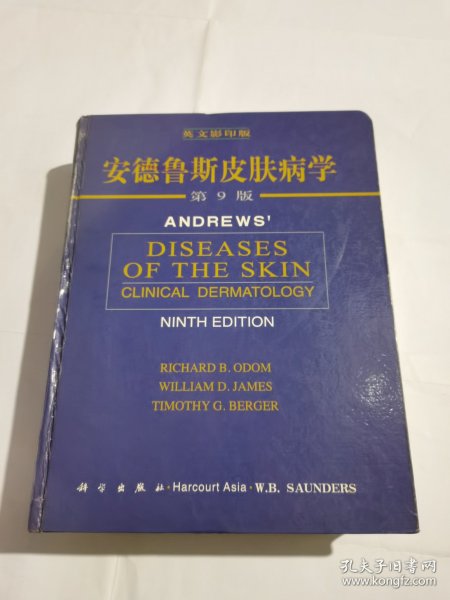 英文影印版
安德鲁斯皮肤病学
第9版
ANDREWS'
DISEASES
OF THE SKIN
CLINICAL DERMATOLOGY
NINTH EDITION
RICHARD B. ODOM
WILLIAM D. JAMES
TIMOTHY G. BERGER
科学出版社·Harcourt Asia·W.B. SAUNDERS
孔夫子旧书网
www.kongfz.com